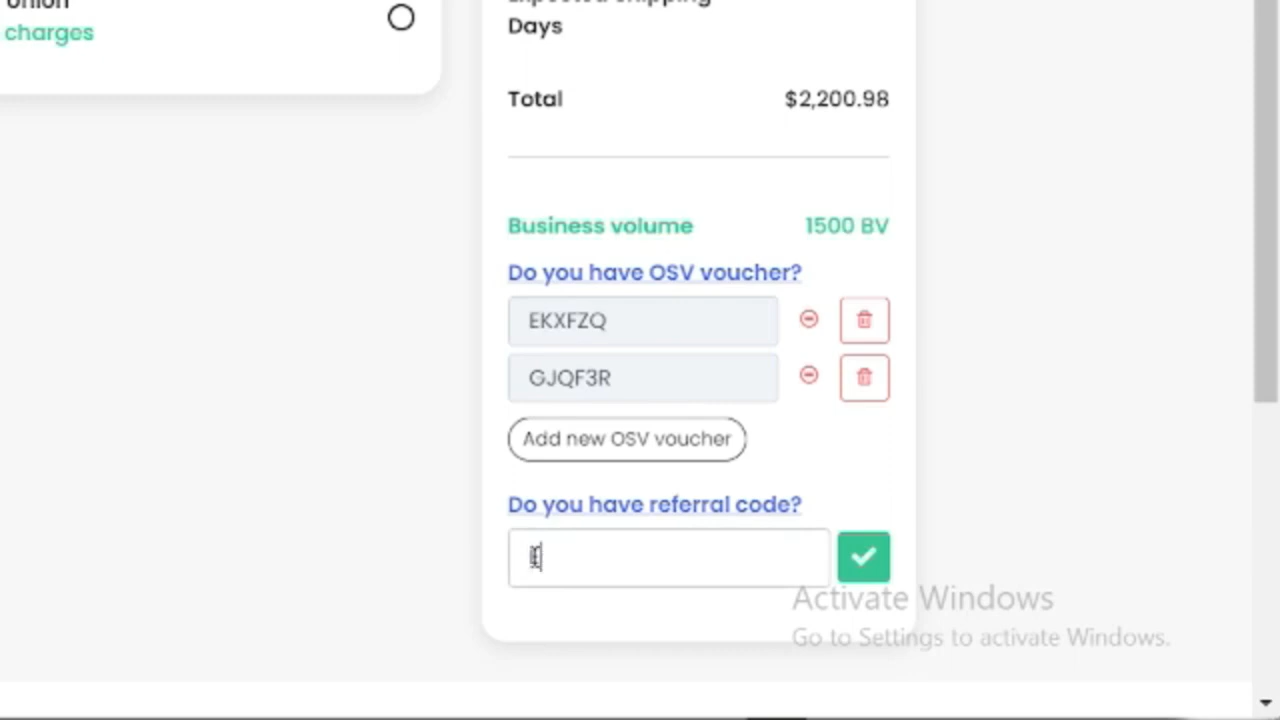 charges
Days
Total $2,200.98
Business volume 1500 BV
Do you have OSV voucher?
EKXFZQ
GJQF3R
Add new OSV voucher
Do you have referral code?
Activate Windows
Go to Settings to activate Windows.